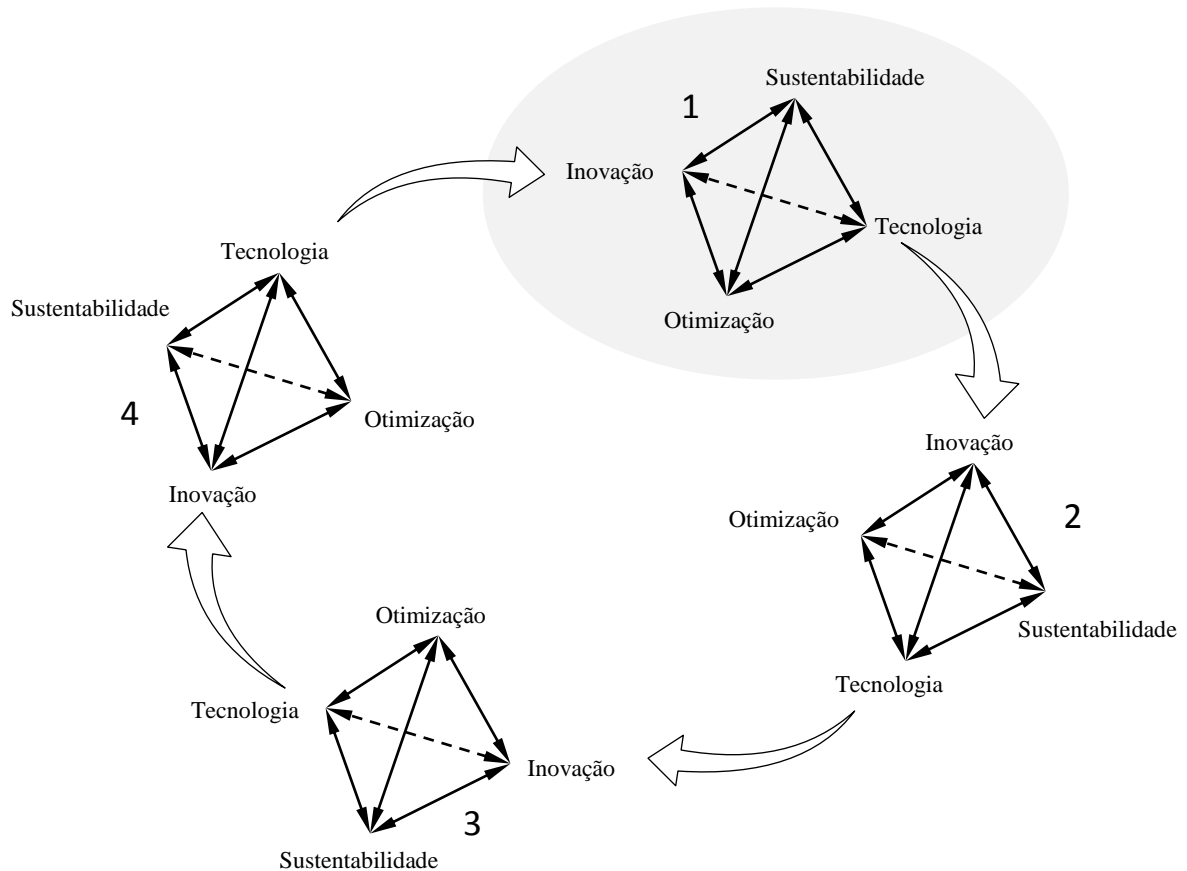 Sustentabilidade
1
Inovação
Tecnologia
Otimização
Inovação
Otimização
2
Sustentabilidade
Tecnologia
Otimização
Tecnologia
Inovação
3
Sustentabilidade
Tecnologia
Sustentabilidade
4
Otimização
Inovação